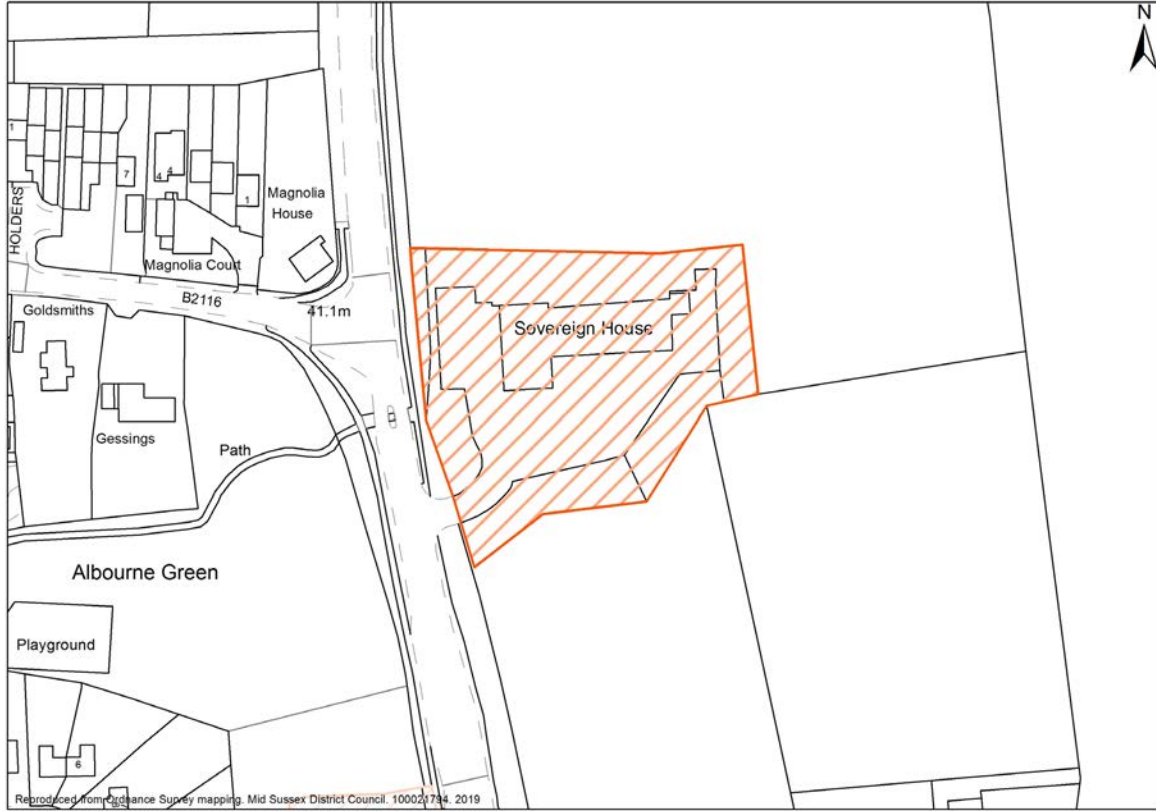 N
1
HOLDERS'
7
4
4
1
Magnolia
House
Magnolia Court
B2116
41.1m
Goldsmiths
Sovereign House
Gessings
Path
Albourne Green
Playground
6
Reproduced from Ordnance Survey mapping. Mid Sussex District Council. 100021794. 2019